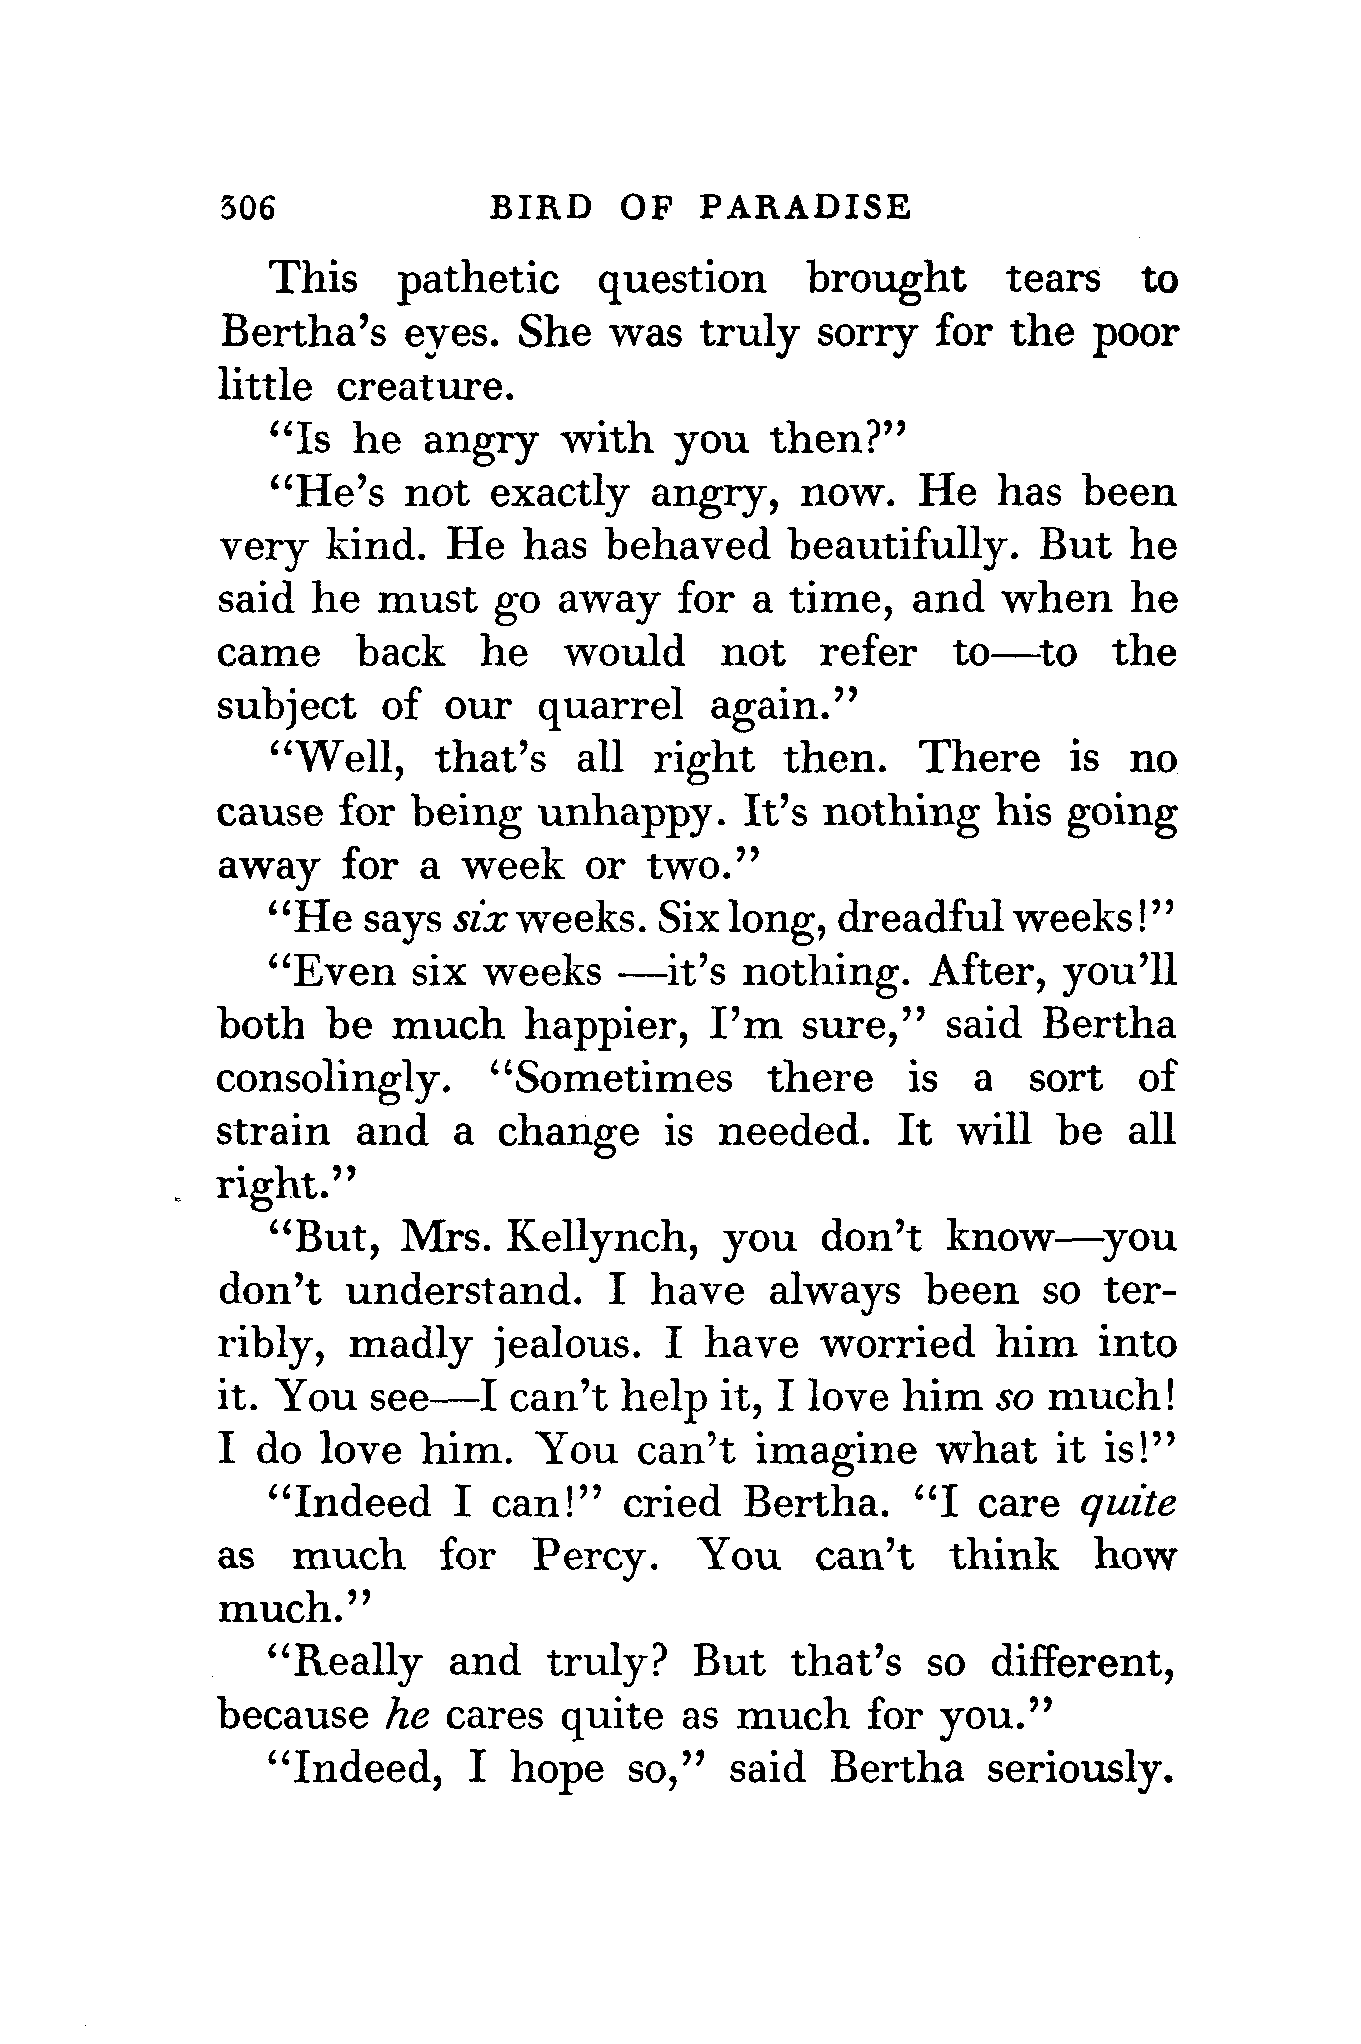 306 BIRD OF PARADISE
This pathetic question brought tears to
Bertha's eyes. She was truly sorry for the poor
little creature.
"Is he angry with you then?"
"He's not exactly angry, now. He has been
very kind. He has behaved beautifully. But he
said he must go away for a time, and when he
came back he would not refer to—to the
subject of our quarrel again."
"Well, that's all right then. There is no
cause for being unhappy. It's nothing his going
away for a week or two."
"He says six weeks. Six long, dreadful weeks!"
"Even six weeks —it's nothing. After, you'll
both be much happier, I'm sure," said Bertha
consolingly. "Sometimes there is a sort of
strain and a change is needed. It will be all
right."
"But, Mrs. Kellynch, you don't know—you
don't understand. I have always been so ter-
ribly, madly jealous. I have worried him into
it. You see—I can't help it, I love him so much!
I do love him. You can't imagine what it is!"
"Indeed I can!" cried Bertha. "I care quite
as much for Percy. You can't think how
much."
"Really and truly? But that's so different,
because he cares quite as much for you."
"Indeed, I hope so," said Bertha seriously.